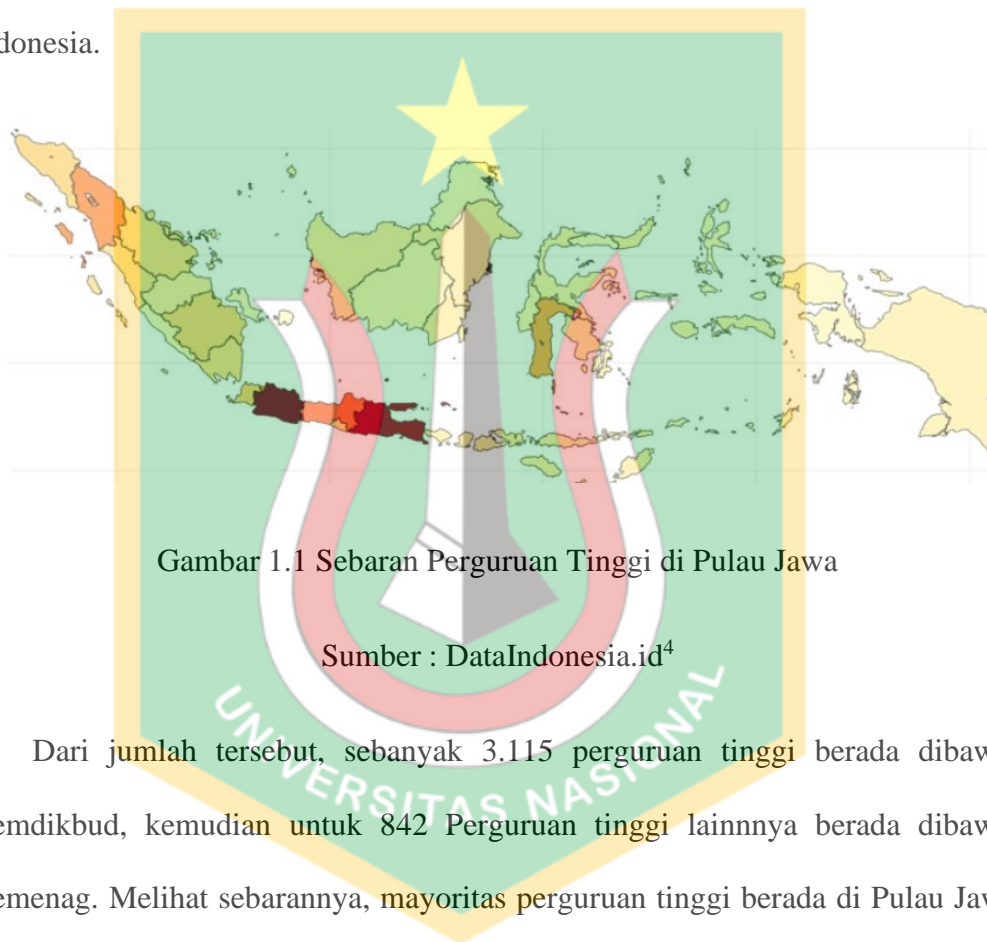 donesia.
Gambar 1.1 Sebaran Perguruan Tinggi di Pulau Jawa
Sumber : DataIndonesia.id4
Dari jumlah tersebut, sebanyak 3.115 perguruan tinggi berada dibaw
emdikbud, kemudian untuk 842 Perguruan tinggi lainnnya berada dibaw
emenag. Melihat sebarannya, mayoritas perguruan tinggi berada di Pulau Jaw
UNIVERSITAS NASIONAL